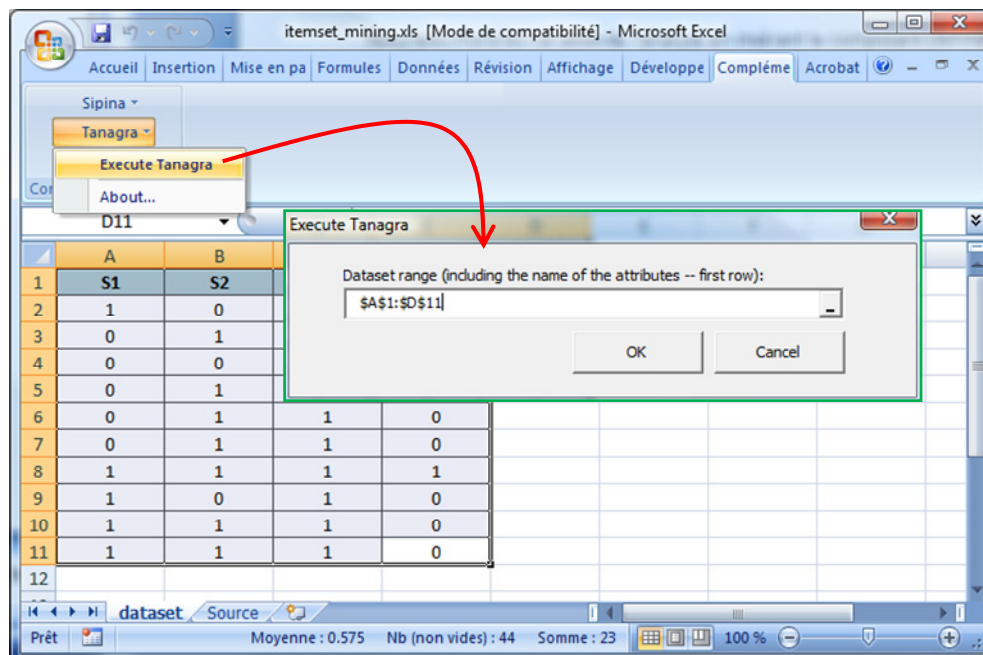 itemset_mining.xls [Mode de compatibilité] - Microsoft Excel
Accueil Insertion Mise en pa Formules Données Révision Affichage Développe Compléme Acrobat
Sipina
Tanagra
Execute Tanagra
About...
D11
Execute Tanagra
Dataset range (including the name of the attributes -- first row):
$A$1:$D$11
OK Cancel
A B
1 S1 S2
2 1 0
3 0 1
4 0 0
5 0 1
6 0 1 1 0
7 0 1 1 0
8 1 1 1 1
9 1 0 1 0
10 1 1 1 0
11 1 1 1 0
12
dataset Source
Prêt Moyenne : 0.575 Nb (non vides) : 44 Somme : 23 100 %